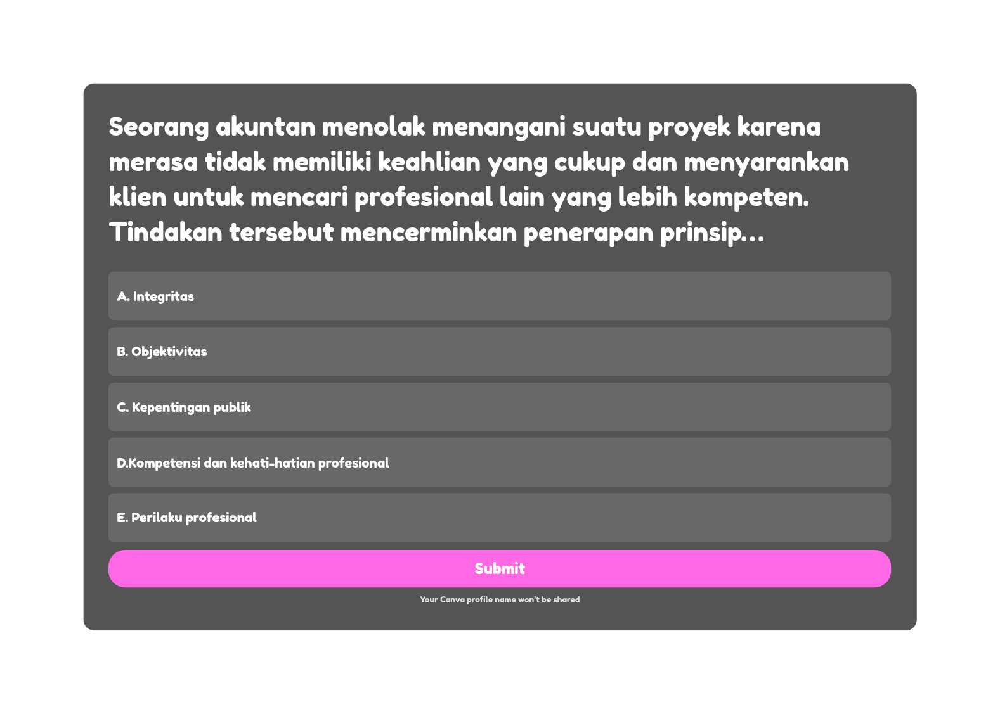 Seorang akuntan menolak menangani suatu proyek karena
merasa tidak memiliki keahlian yang cukup dan menyarankan
klien untuk mencari profesional lain yang lebih kompeten.
Tindakan tersebut mencerminkan penerapan prinsip...
A. Integritas
B. Objektivitas
C. Kepentingan publik
D.Kompetensi dan kehati-hatian profesional
E. Perilaku profesional
Submit
Your Canva profile name won't be shared